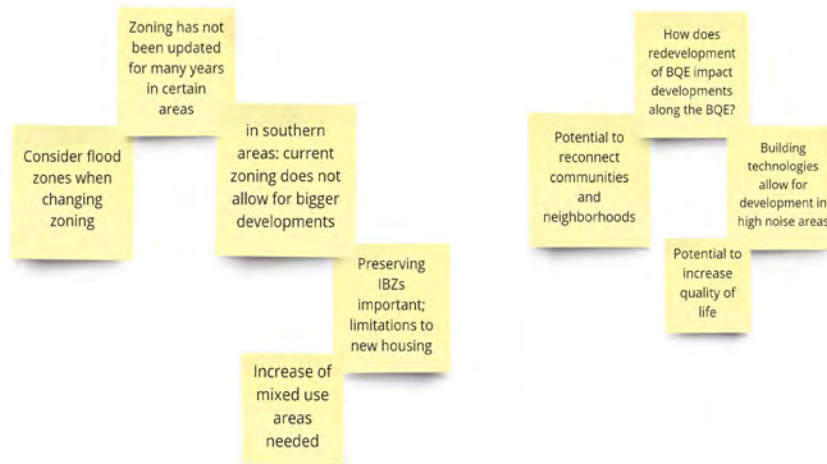 Zoning has not
been updated
for many years
in certain
areas
Consider flood
zones when
changing
zoning
in southern
areas: current
zoning does not
allow for bigger
developments
Preserving
IBZs
important;
limitations to
new housing
Increase of
mixed use
areas
needed
How does
redevelopment
of BQE impact
developments
along the BQE?
Potential to
reconnect
communities
and
neighborhoods
Building
technologies
allow for
development in
high noise areas
Potential to
increase
quality of
life